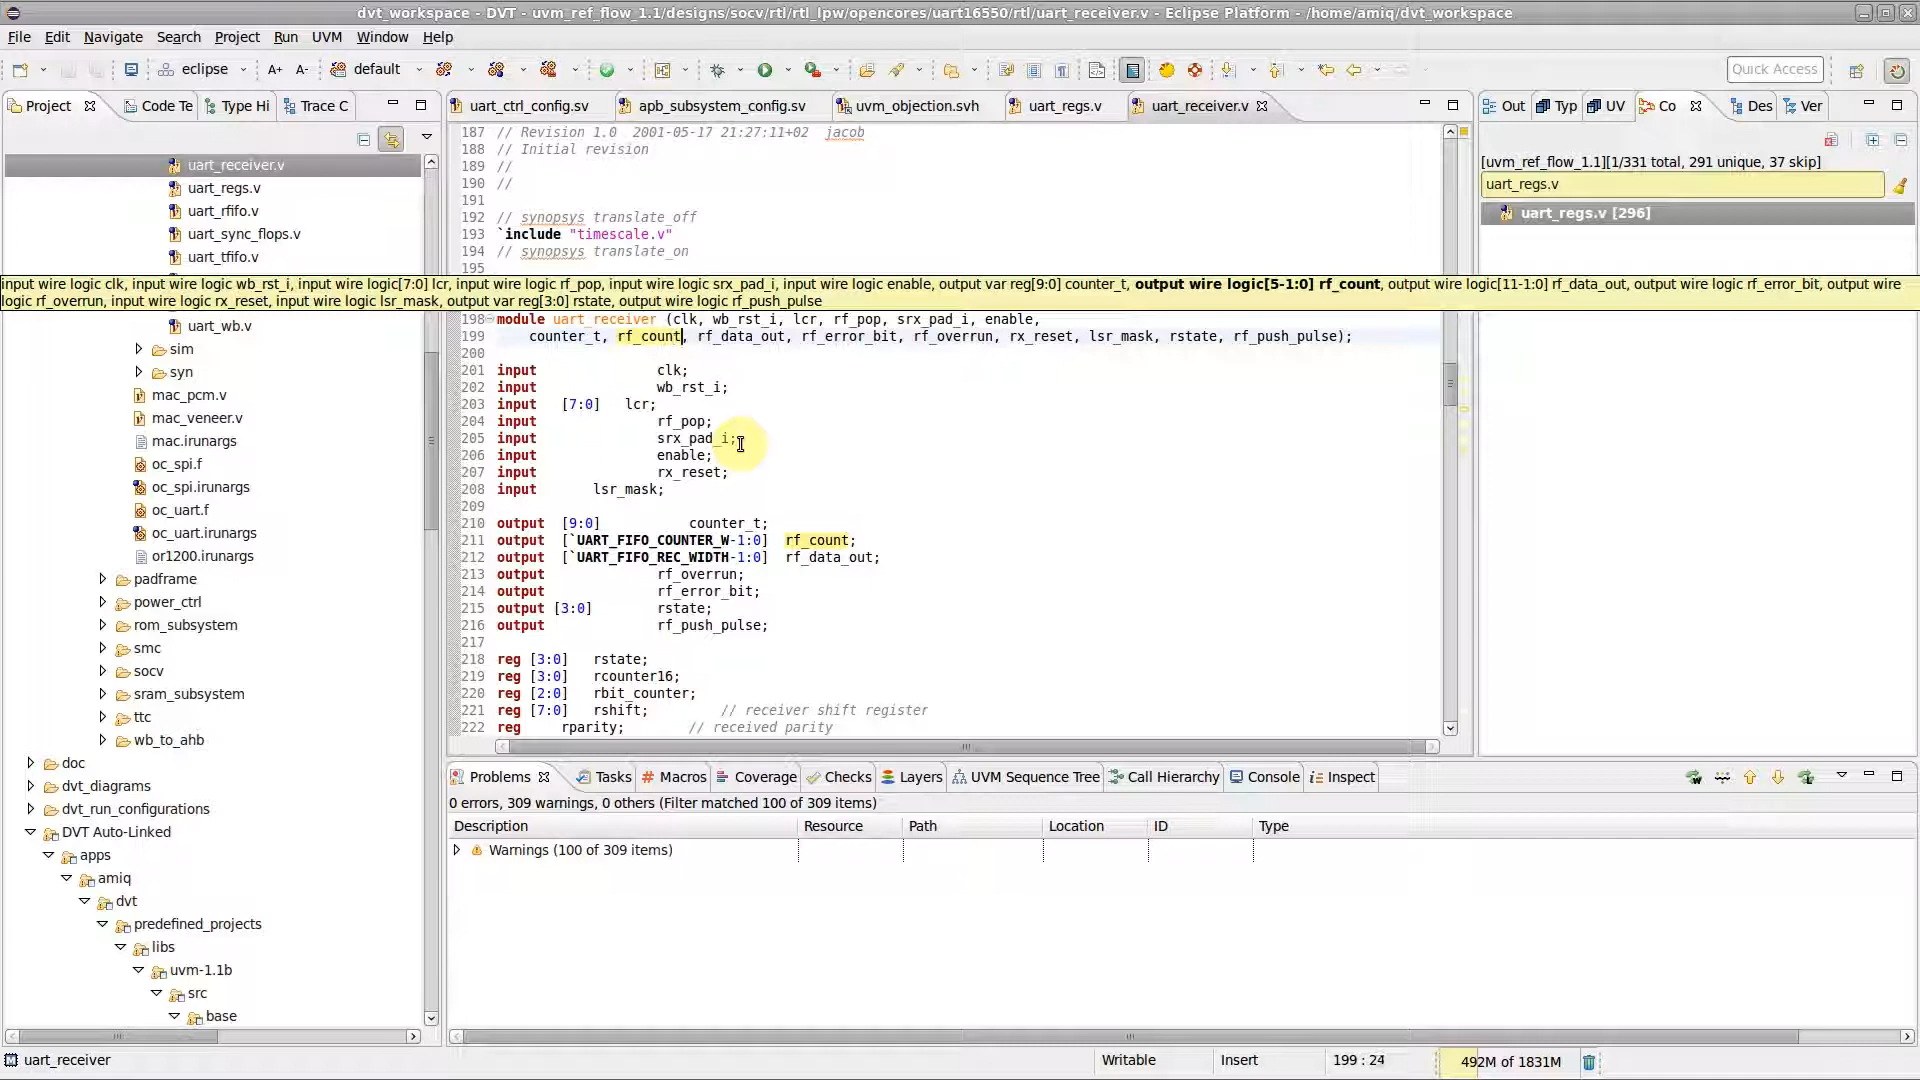 dvt_workspace - DVT - uvm_ref_flow_1.1/designs/socv/rtl/rtl_lpw/opencores/uart16550/rtl/uart_receiver.v - Eclipse Platform - /home/amiq/dvt_workspace
File Edit Navigate Search Project Run UVM Window Help
eclipse A+ A- default Quick Access
Project Code Te Type Hi Trace C
uart_ctrl_config.sv apb_subsystem_config.sv uvm_objection.svh uart_regs.v uart_receiver.v
Out Typ UV Co Des Ver
uart_receiver.v
uart_regs.v
uart_rfifo.v
uart_sync_flops.v
uart_tfifo.v
187 // Revision 1.0 2001-05-17 21:27:11+02 jacob
188 // Initial revision
189 //
190 //
191
192 // synopsys translate_off
193 `include "timescale.v"
194 // synopsys translate_on
195
[uvm_ref_flow_1.1][1/331 total, 291 unique, 37 skip]
uart_regs.v
uart_regs.v [296]
input wire logic clk, input wire logic wb_rst_i, input wire logic[7:0] lcr, input wire logic rf_pop, input wire logic srx_pad_i, input wire logic enable, output var reg[9:0] counter_t, output wire logic[5-1:0] rf_count, output wire logic[11-1:0] rf_data_out, output wire logic rf_error_bit, output wire
logic rf_overrun, input wire logic rx_reset, input wire logic lsr_mask, output var reg[3:0] rstate, output wire logic rf_push_pulse
uart_wb.v
sim
syn
mac_pcm.v
mac_veneer.v
mac.irunargs
oc_spi.f
oc_spi.irunargs
oc_uart.f
oc_uart.irunargs
or1200.irunargs
padframe
power_ctrl
rom_subsystem
smc
socv
sram_subsystem
ttc
wb_to_ahb
doc
dvt_diagrams
dvt_run_configurations
DVT Auto-Linked
apps
amiq
dvt
predefined_projects
libs
uvm-1.1b
src
base
198 module uart_receiver (clk, wb_rst_i, lcr, rf_pop, srx_pad_i, enable,
199 counter_t, rf_count, rf_data_out, rf_error_bit, rf_overrun, rx_reset, lsr_mask, rstate, rf_push_pulse);
200
201 input clk;
202 input wb_rst_i;
203 input [7:0] lcr;
204 input rf_pop;
205 input srx_pad_i;
206 input enable;
207 input rx_reset;
208 input lsr_mask;
209
210 output [9:0] counter_t;
211 output [`UART_FIFO_COUNTER_W-1:0] rf_count;
212 output [`UART_FIFO_REC_WIDTH-1:0] rf_data_out;
213 output rf_overrun;
214 output rf_error_bit;
215 output [3:0] rstate;
216 output rf_push_pulse;
217
218 reg [3:0] rstate;
219 reg [3:0] rcounter16;
220 reg [2:0] rbit_counter;
221 reg [7:0] rshift; // receiver shift register
222 reg rparity; // received parity
Problems Tasks Macros Coverage Checks Layers UVM Sequence Tree Call Hierarchy Console Inspect
0 errors, 309 warnings, 0 others (Filter matched 100 of 309 items)
Description Resource Path Location ID Type
Warnings (100 of 309 items)
uart_receiver Writable Insert 199 : 24 492M of 1831M